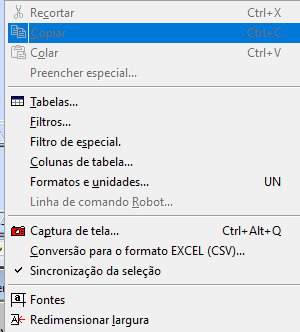 Recortar Ctrl+X
Copiar Ctrl+C
Colar Ctrl+V
Preencher especial...
Tabelas...
Filtros...
Filtro de especial.
Colunas de tabela...
Formatos e unidades... UN
Linha de comando Robot...
Captura de tela... Ctrl+Alt+Q
Conversão para o formato EXCEL (CSV)...
Sincronização da seleção
Fontes
Redimensionar largura